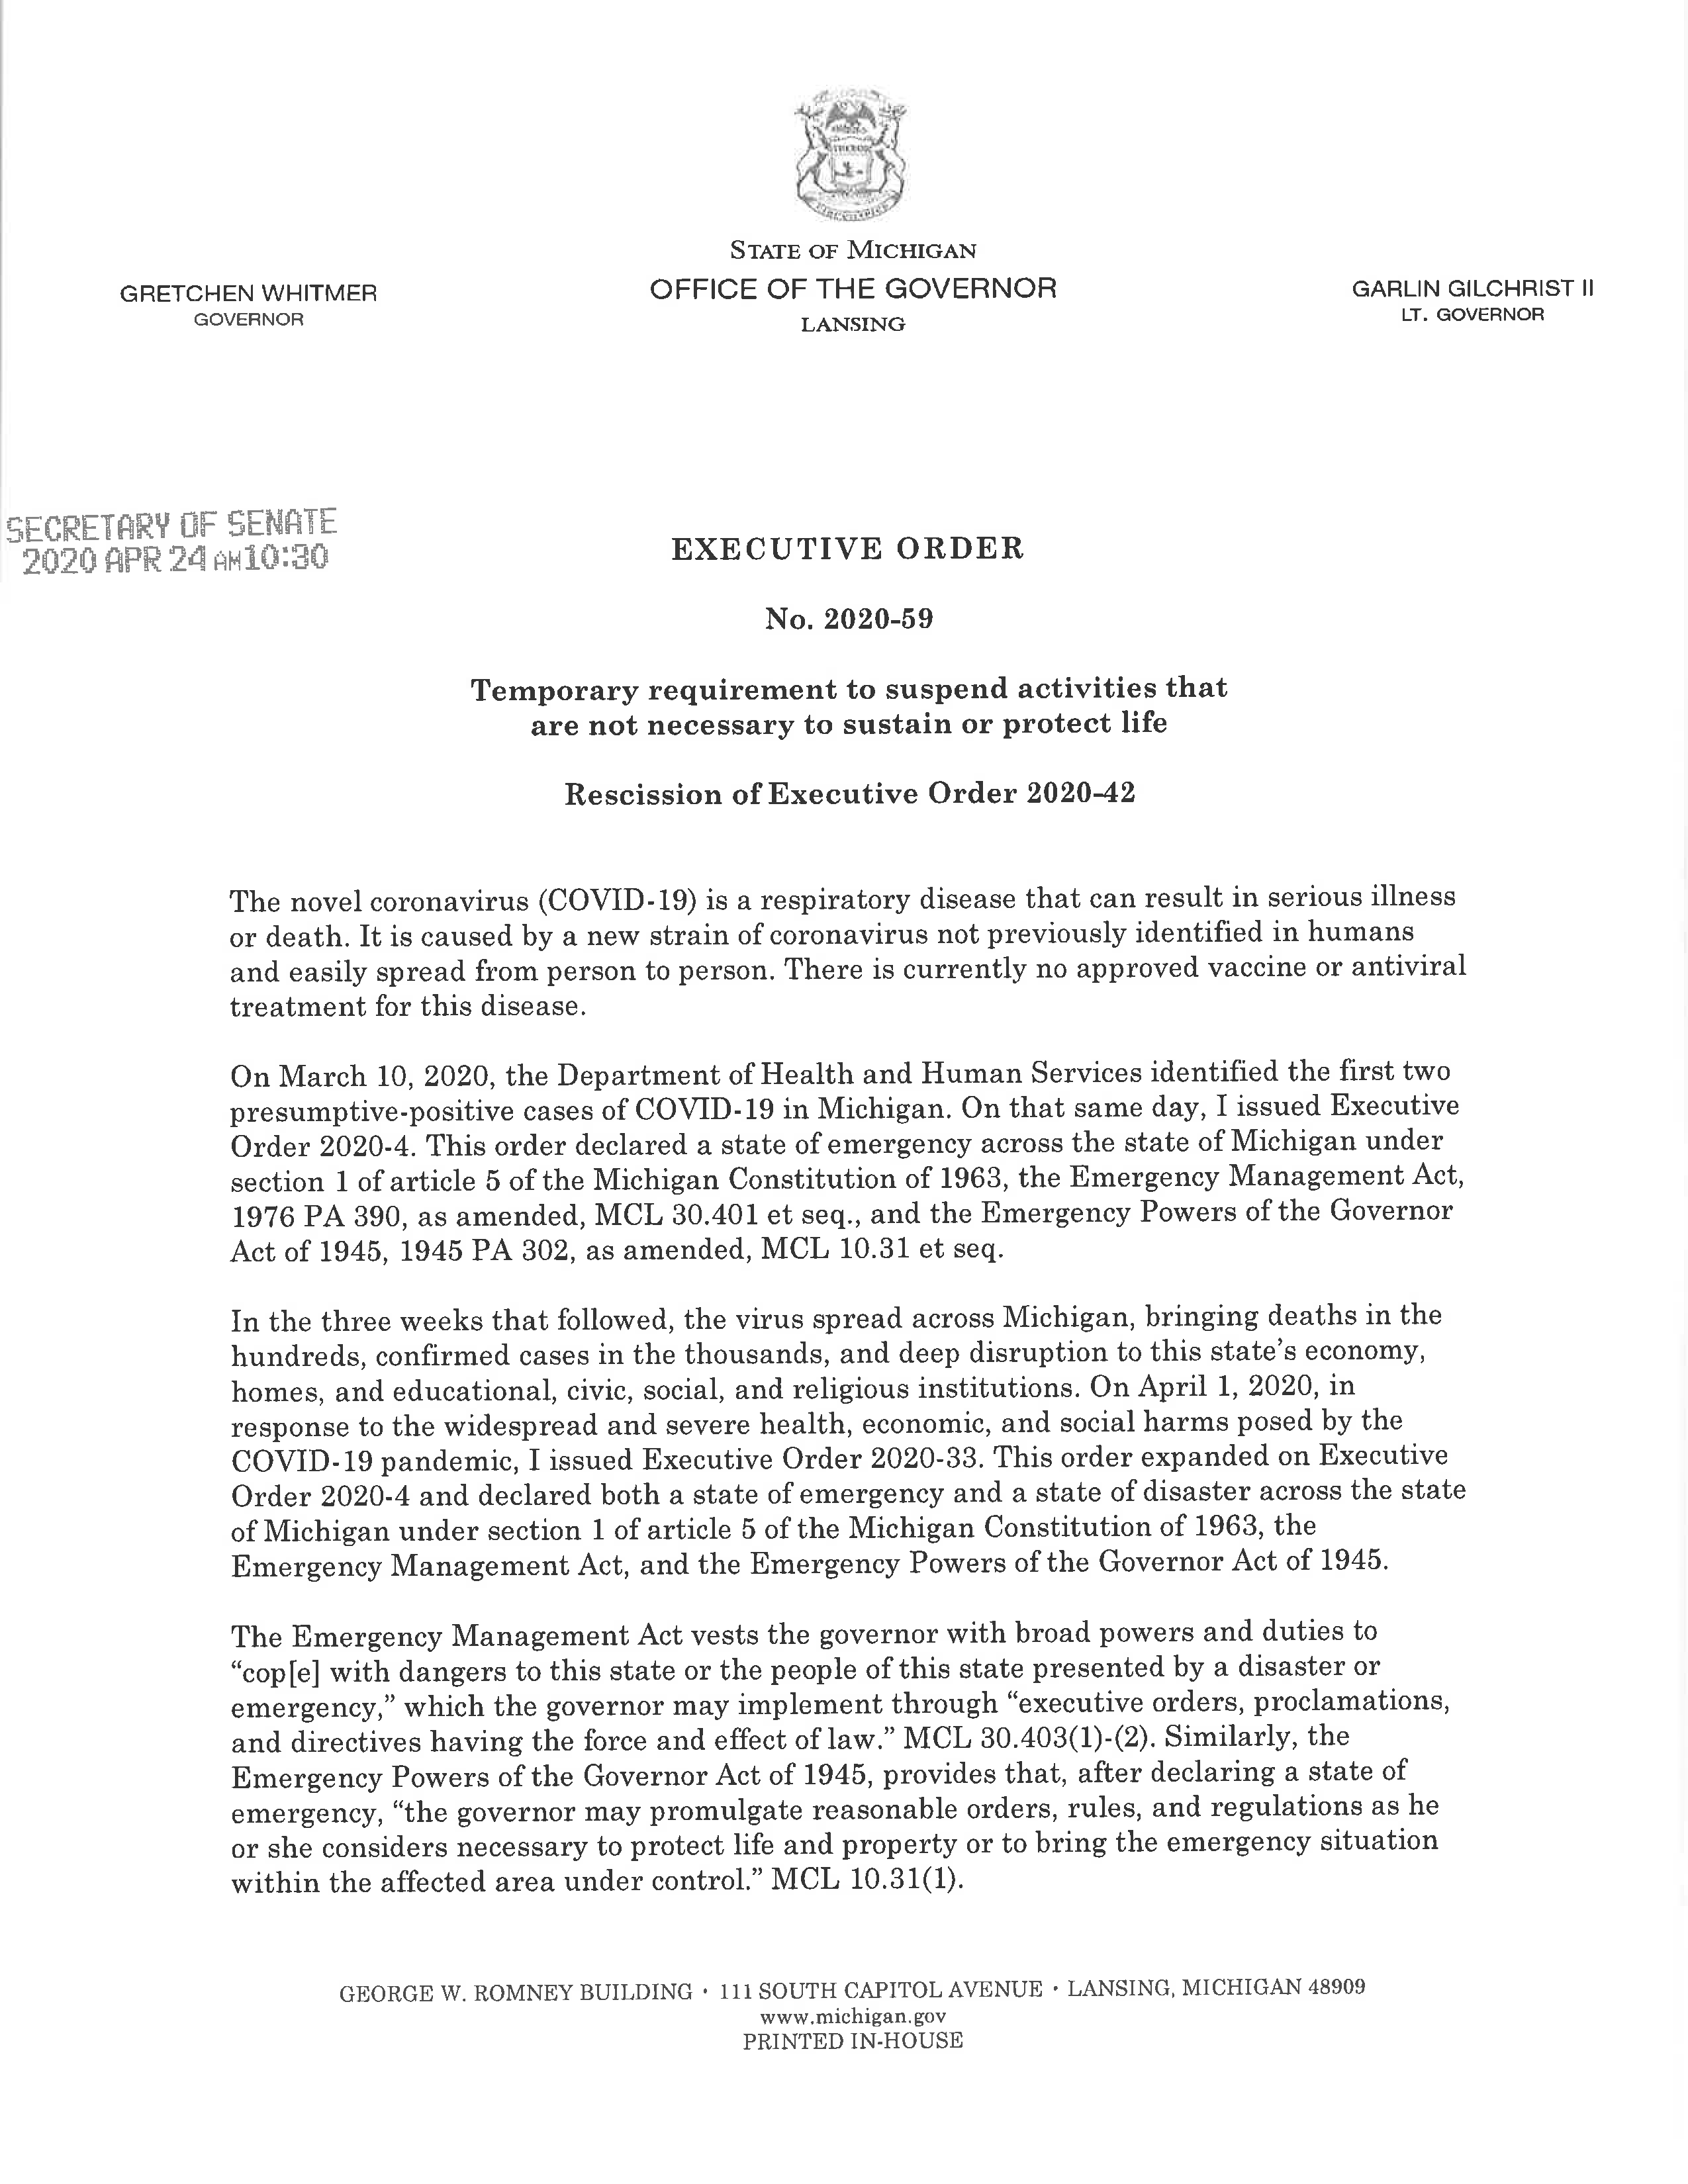 STATE OF MICHIGAN
GRETCHEN WHITMER
GOVERNOR
OFFICE OF THE GOVERNOR
LANSING
GARLIN GILCHRIST II
LT. GOVERNOR
SECRETARY OF SENATE
2020 APR 24 AM10:30
EXECUTIVE ORDER
No. 2020-59
Temporary requirement to suspend activities that
are not necessary to sustain or protect life
Rescission of Executive Order 2020-42
The novel coronavirus (COVID-19) is a respiratory disease that can result in serious illness
or death. It is caused by a new strain of coronavirus not previously identified in humans
and easily spread from person to person. There is currently no approved vaccine or antiviral
treatment for this disease.
On March 10, 2020, the Department of Health and Human Services identified the first two
presumptive-positive cases of COVID-19 in Michigan. On that same day, I issued Executive
Order 2020-4. This order declared a state of emergency across the state of Michigan under
section 1 of article 5 of the Michigan Constitution of 1963, the Emergency Management Act,
1976 PA 390, as amended, MCL 30.401 et seq., and the Emergency Powers of the Governor
Act of 1945, 1945 PA 302, as amended, MCL 10.31 et seq.
In the three weeks that followed, the virus spread across Michigan, bringing deaths in the
hundreds, confirmed cases in the thousands, and deep disruption to this state's economy,
homes, and educational, civic, social, and religious institutions. On April 1, 2020, in
response to the widespread and severe health, economic, and social harms posed by the
COVID-19 pandemic, I issued Executive Order 2020-33. This order expanded on Executive
Order 2020-4 and declared both a state of emergency and a state of disaster across the state
of Michigan under section 1 of article 5 of the Michigan Constitution of 1963, the
Emergency Management Act, and the Emergency Powers of the Governor Act of 1945.
The Emergency Management Act vests the governor with broad powers and duties to
“cop[e] with dangers to this state or the people of this state presented by a disaster or
emergency,” which the governor may implement through “executive orders, proclamations,
and directives having the force and effect of law.” MCL 30.403(1)-(2). Similarly, the
Emergency Powers of the Governor Act of 1945, provides that, after declaring a state of
emergency, “the governor may promulgate reasonable orders, rules, and regulations as he
or she considers necessary to protect life and property or to bring the emergency situation
within the affected area under control.” MCL 10.31(1).
GEORGE W. ROMNEY BUILDING • 111 SOUTH CAPITOL AVENUE • LANSING, MICHIGAN 48909
www.michigan.gov
PRINTED IN-HOUSE